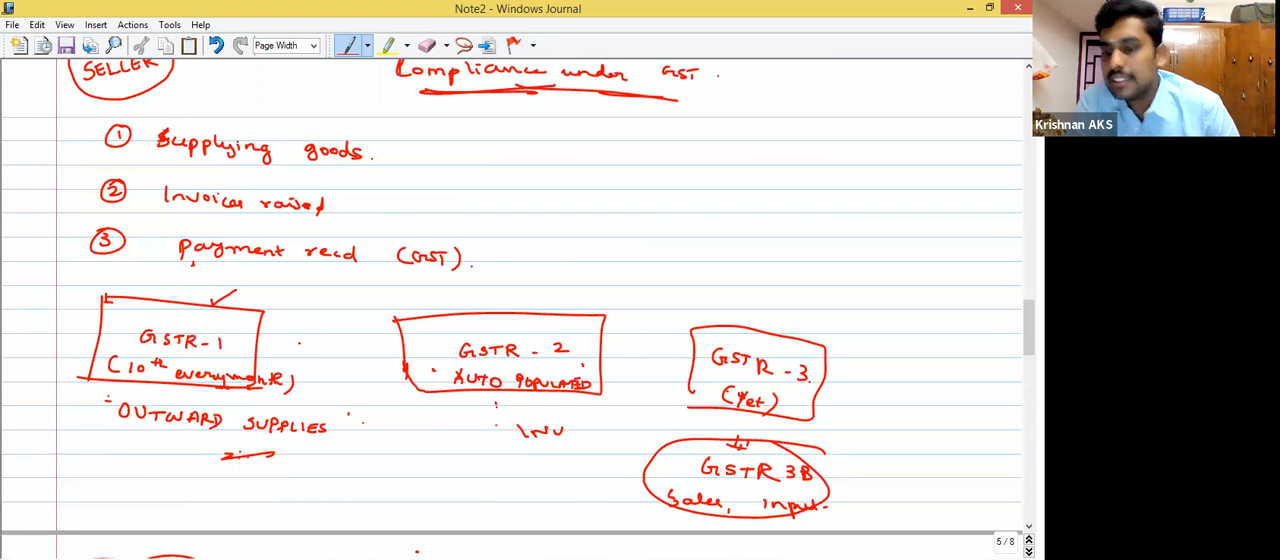 Note2 - Windows Journal
File Edit View Insert Actions Tools Help
Page Width
SELLER
Compliance under GST.
Krishnan AKS
1 Supplying goods.
2 Invoices raised
3 Payment recd (GST).
GSTR-1
(10th every month)
GSTR - 2
AUTO POPULATED
GSTR - 3
(Yet)
OUTWARD SUPPLIES
INV
GSTR 3B
Sales, input.
5 / 8